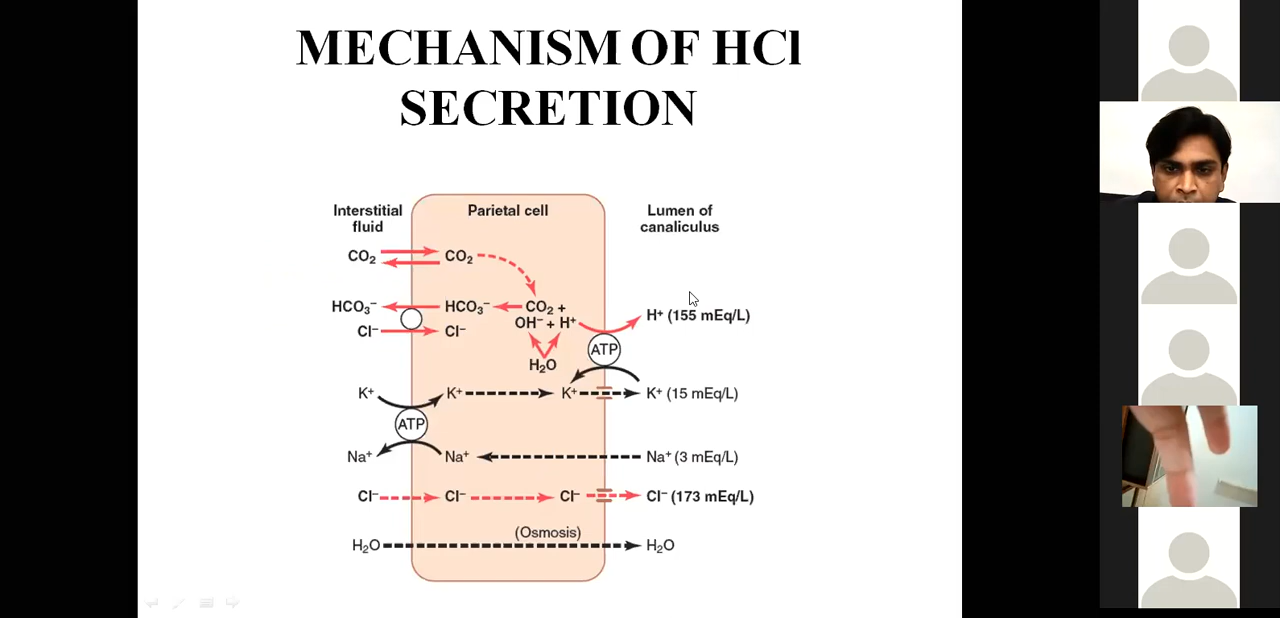 MECHANISM OF HCl
SECRETION
Interstitial
fluid
Parietal cell
Lumen of
canaliculus
CO₂ CO₂
HCO₃⁻ HCO₃⁻ CO₂ +
OH⁻ + H⁺ H⁺ (155 mEq/L)
Cl⁻ Cl⁻
ATP
H₂O
K⁺ K⁺ K⁺ K⁺ (15 mEq/L)
ATP
Na⁺ Na⁺ Na⁺ (3 mEq/L)
Cl⁻ Cl⁻ Cl⁻ Cl⁻ (173 mEq/L)
(Osmosis)
H₂O H₂O